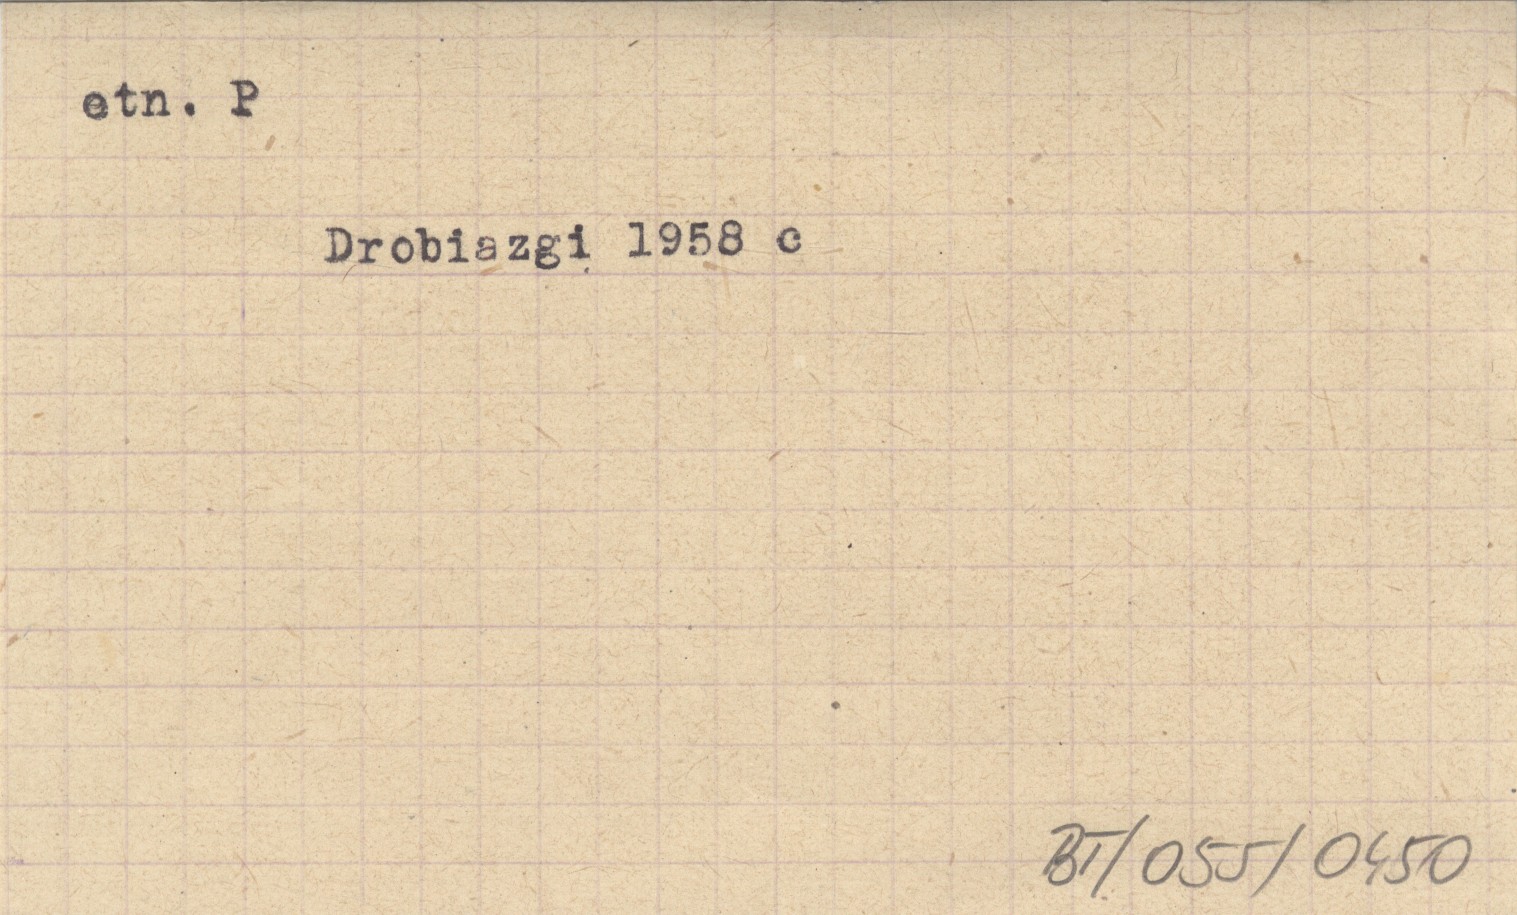 etn. P
Drobiazgi 1958 c
BT/055/0450